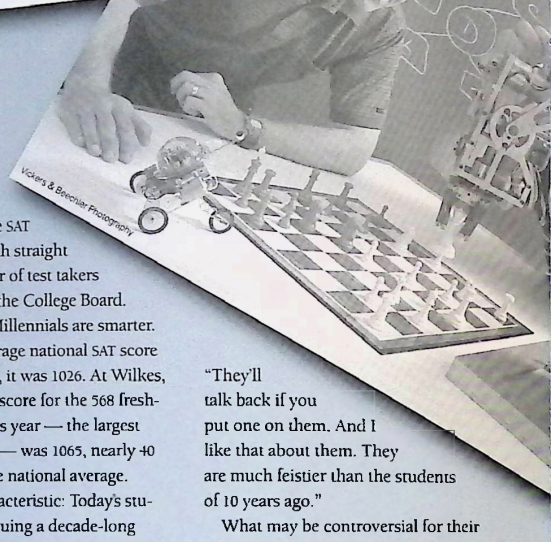 Vickers & Beechler Photography
e SAT
h straight
r of test takers
the College Board.
Millennials are smarter.
rage national SAT score
, it was 1026. At Wilkes,
score for the 568 fresh-
s year — the largest
— was 1065, nearly 40
e national average.
acteristic: Today's stu-
uing a decade-long
"They'll
talk back if you
put one on them. And I
like that about them. They
are much feistier than the students
of 10 years ago."
What may be controversial for their